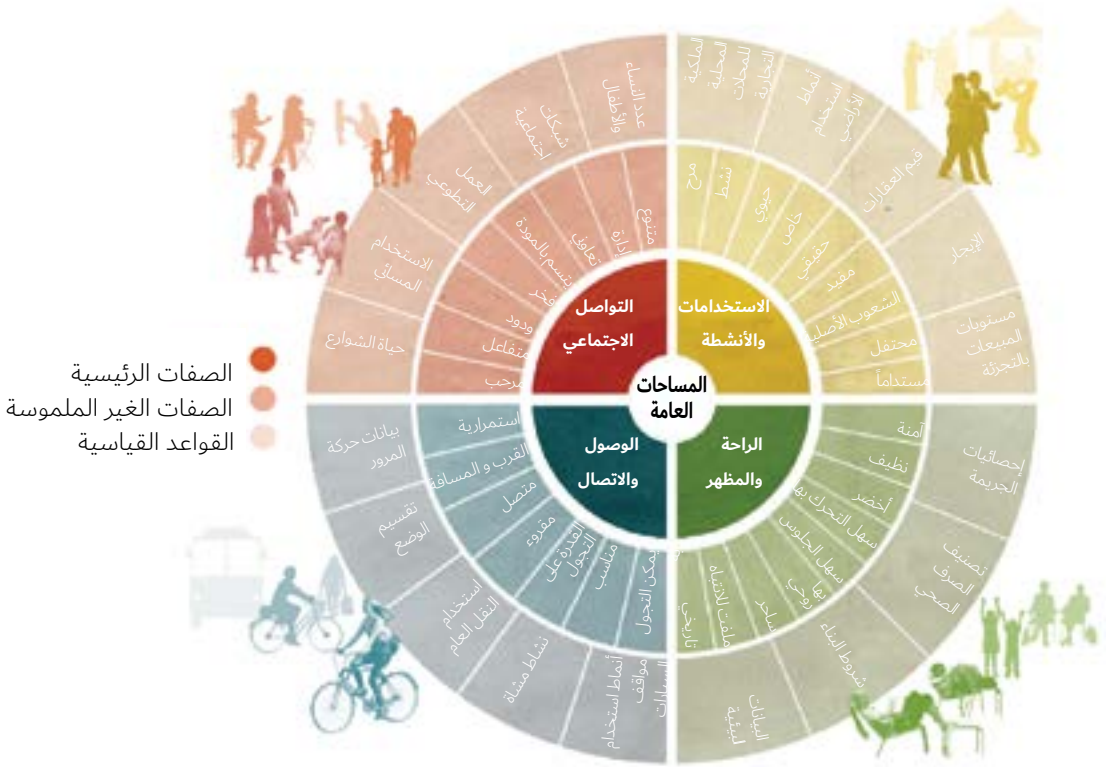 المساحات
العامة
التواصل
الاجتماعي
الاستخدامات
والأنشطة
الوصول
والاتصال
الراحة
والمظهر
متنوع
إدارة
تعاوني
يتسم بالمودة
فخر
ودود
متفاعل
مرحب
عدد النساء
والأطفال
شبكات
اجتماعية
العمل
التطوعي
الاستخدام
المسائي
حياة الشوارع
مرح
نشط
حيوي
خاص
حقيقي
مفيد
الشعوب الأصلية
محتفل
مستداماً
الملكية
المحلية
للمحلات
التجارية
أنماط
استخدام
الأراضي
قيم العقارات
الإيجار
مستويات
المبيعات
بالتجزئة
استمرارية
القرب و المسافة
متصل
مقروء
القدرة على
التجول
مناسب
يمكن التجول
بيانات حركة
المرور
تقسيم
الوضع
استخدام
النقل العام
نشاط مشاة
أنماط استخدام
مواقف
السيارات
آمنة
نظيف
أخضر
سهل التحرك بها
سهل الجلوس
بها
روحي
ساحر
ملفت للانتباه
تاريخي
إحصائيات
الجريمة
تصنيف
الصرف
الصحي
شروط البناء
البيانات
لبيئية
الصفات الرئيسية
الصفات الغير الملموسة
القواعد القياسية